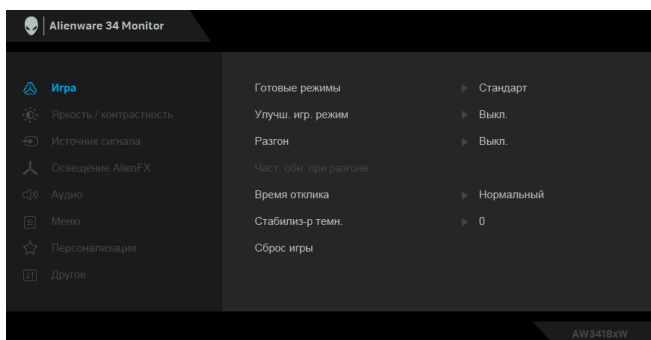 Alienware 34 Monitor
Игра
Яркость / контрастность
Источник сигнала
Освещение AlienFX
Аудио
Меню
Персонализация
Другое
Готовые режимы Стандарт
Улучш. игр. режим Выкл.
Разгон Выкл.
Част. обн. при разгоне
Время отклика Нормальный
Стабилиз-р темн. 0
Сброс игры
AW3418xW